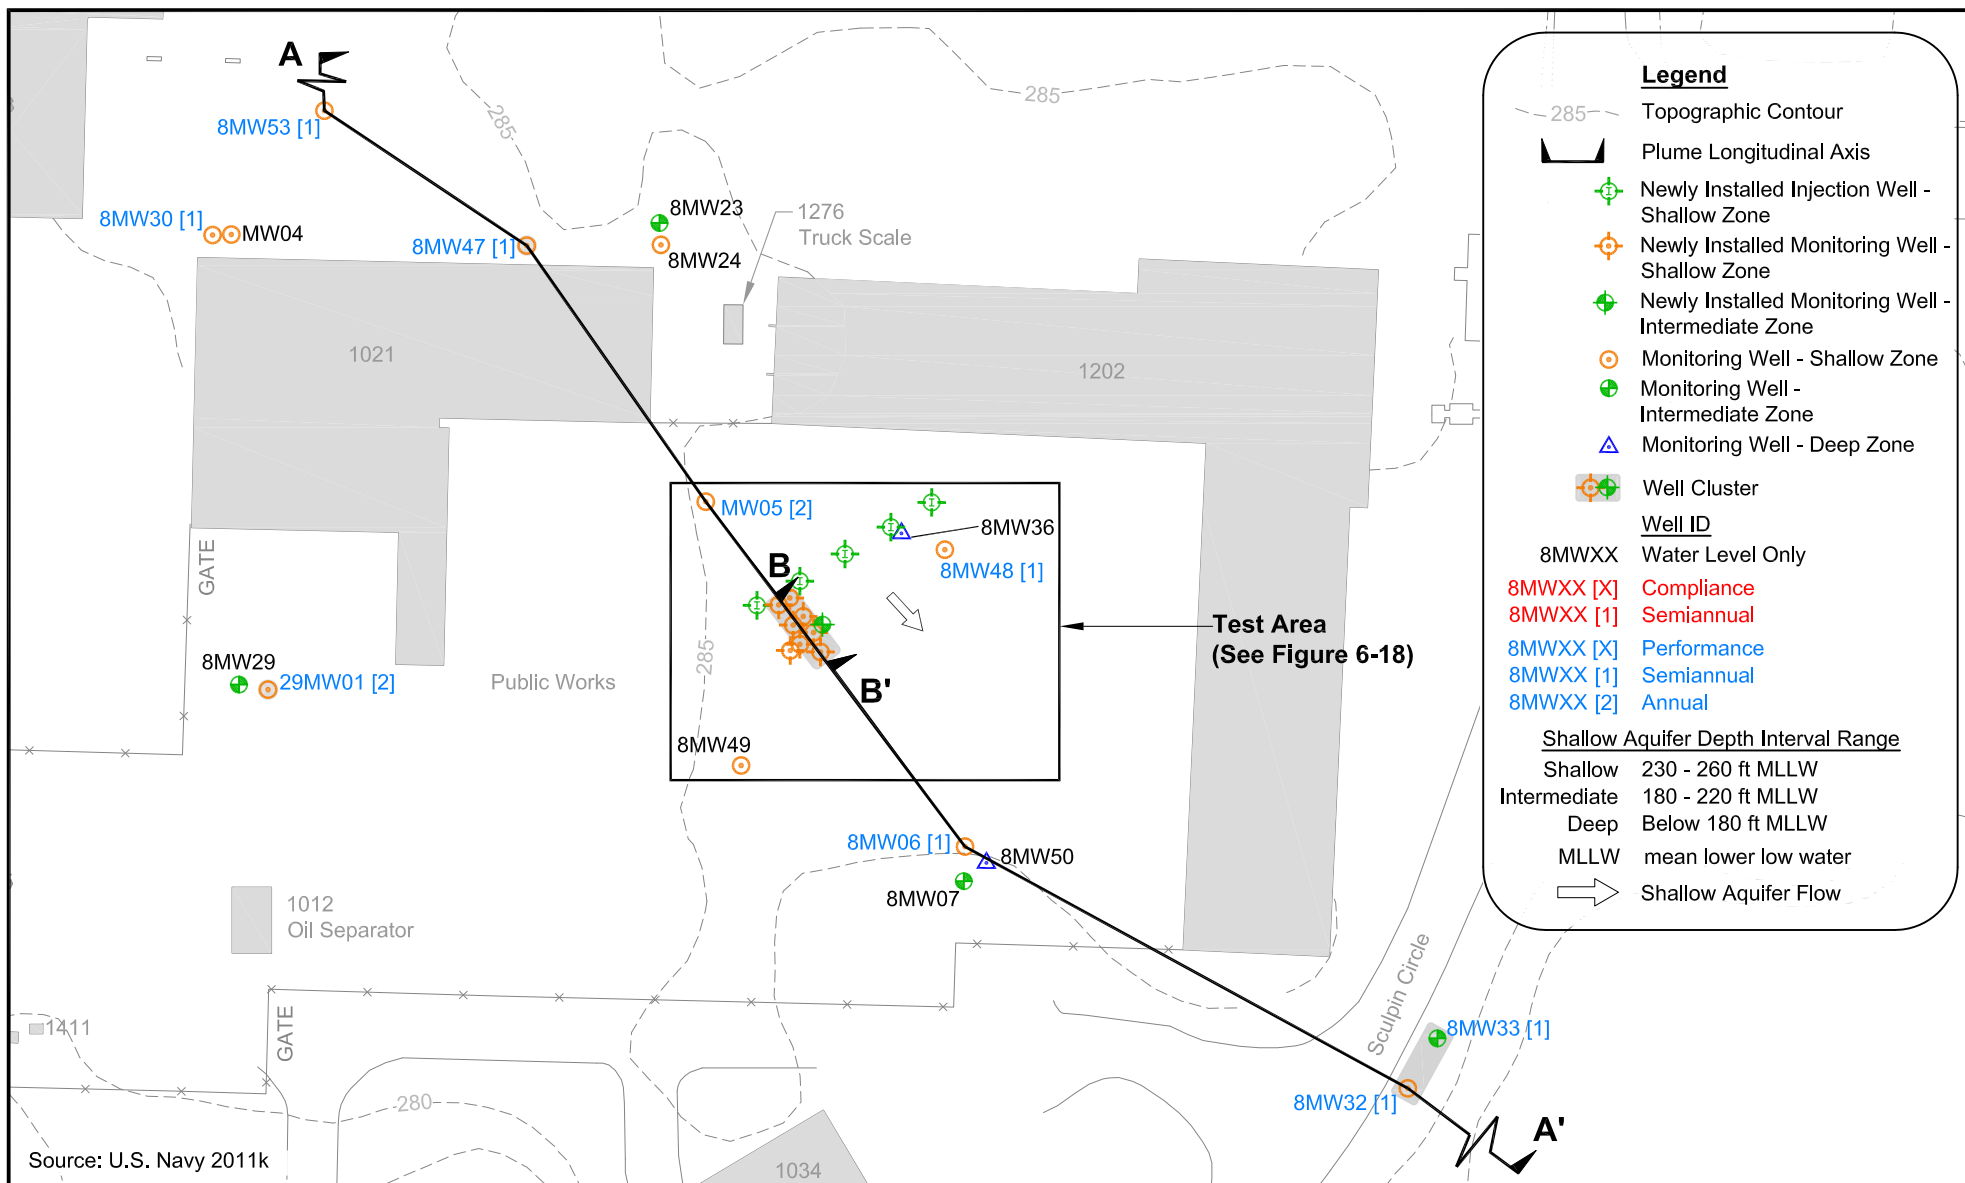 A
8MW53 [1]
285
285
8MW30 [1]
MW04
8MW47 [1]
8MW23
8MW24
1276
Truck Scale
1021
1202
MW05 [2]
8MW36
8MW48 [1]
B
B'
GATE
285
Test Area
(See Figure 6-18)
8MW29
29MW01 [2]
Public Works
8MW49
8MW06 [1]
8MW50
8MW07
1012
Oil Separator
1411
GATE
280
Sculpin Circle
8MW33 [1]
8MW32 [1]
A'
1034
Source: U.S. Navy 2011k
Legend
285
Topographic Contour
Plume Longitudinal Axis
Newly Installed Injection Well -
Shallow Zone
Newly Installed Monitoring Well -
Shallow Zone
Newly Installed Monitoring Well -
Intermediate Zone
Monitoring Well - Shallow Zone
Monitoring Well -
Intermediate Zone
Monitoring Well - Deep Zone
Well Cluster
Well ID
8MWXX Water Level Only
8MWXX [X] Compliance
8MWXX [1] Semiannual
8MWXX [X] Performance
8MWXX [1] Semiannual
8MWXX [2] Annual
Shallow Aquifer Depth Interval Range
Shallow 230 - 260 ft MLLW
Intermediate 180 - 220 ft MLLW
Deep Below 180 ft MLLW
MLLW mean lower low water
Shallow Aquifer Flow